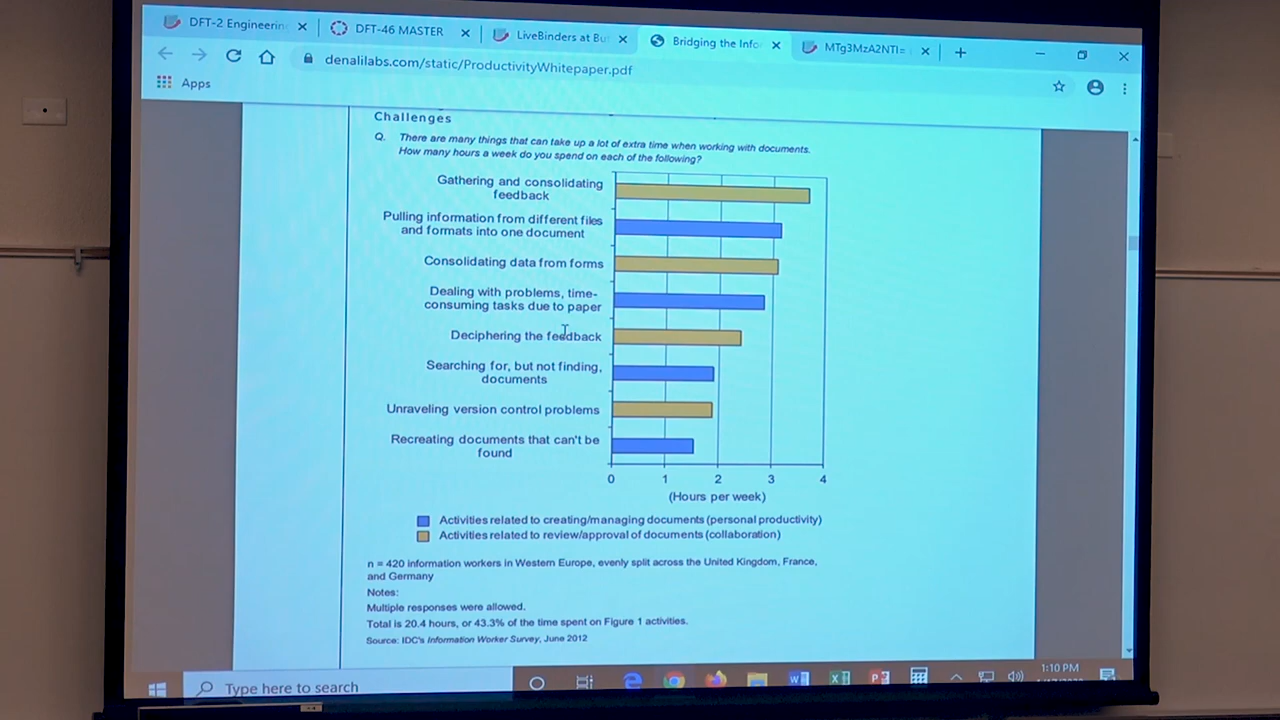 DFT-2 Engineerin
DFT-46 MASTER
LiveBinders at Bu
Bridging the Info
MTg3MzA2NTI=
denalilabs.com/static/ProductivityWhitepaper.pdf
Apps
Challenges
Q. There are many things that can take up a lot of extra time when working with documents.
How many hours a week do you spend on each of the following?
Gathering and consolidating
feedback
Pulling information from different files
and formats into one document
Consolidating data from forms
Dealing with problems, time-
consuming tasks due to paper
Deciphering the feedback
Searching for, but not finding,
documents
Unraveling version control problems
Recreating documents that can't be
found
0 1 2 3 4
(Hours per week)
Activities related to creating/managing documents (personal productivity)
Activities related to review/approval of documents (collaboration)
n = 420 information workers in Western Europe, evenly split across the United Kingdom, France,
and Germany
Notes:
Multiple responses were allowed.
Total is 20.4 hours, or 43.3% of the time spent on Figure 1 activities.
Source: IDC's Information Worker Survey, June 2012
Type here to search
1:10 PM